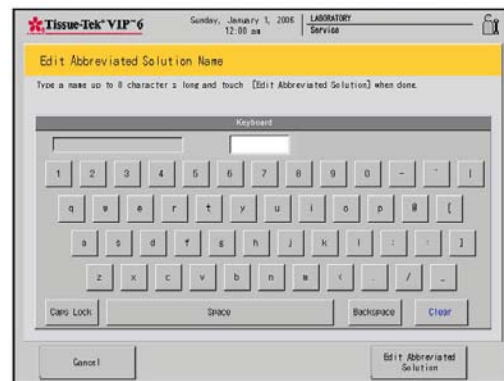 Tissue-Tek® VIP™6
Sunday, January 1, 2006
12:00 am
LABORATORY
Service
Edit Abbreviated Solution Name
Type a name up to 8 character s long and touch [Edit Abbreviated Solution] when done.
Keyboard
1 2 3 4 5 6 7 8 9 0 - ^ |
q w e r t y u i o p @ [
a s d f g h j k l ; : ]
z x c v b n m < . / _
Caps Lock Space Backspace Clear
Cancel
Edit Abbreviated
Solution